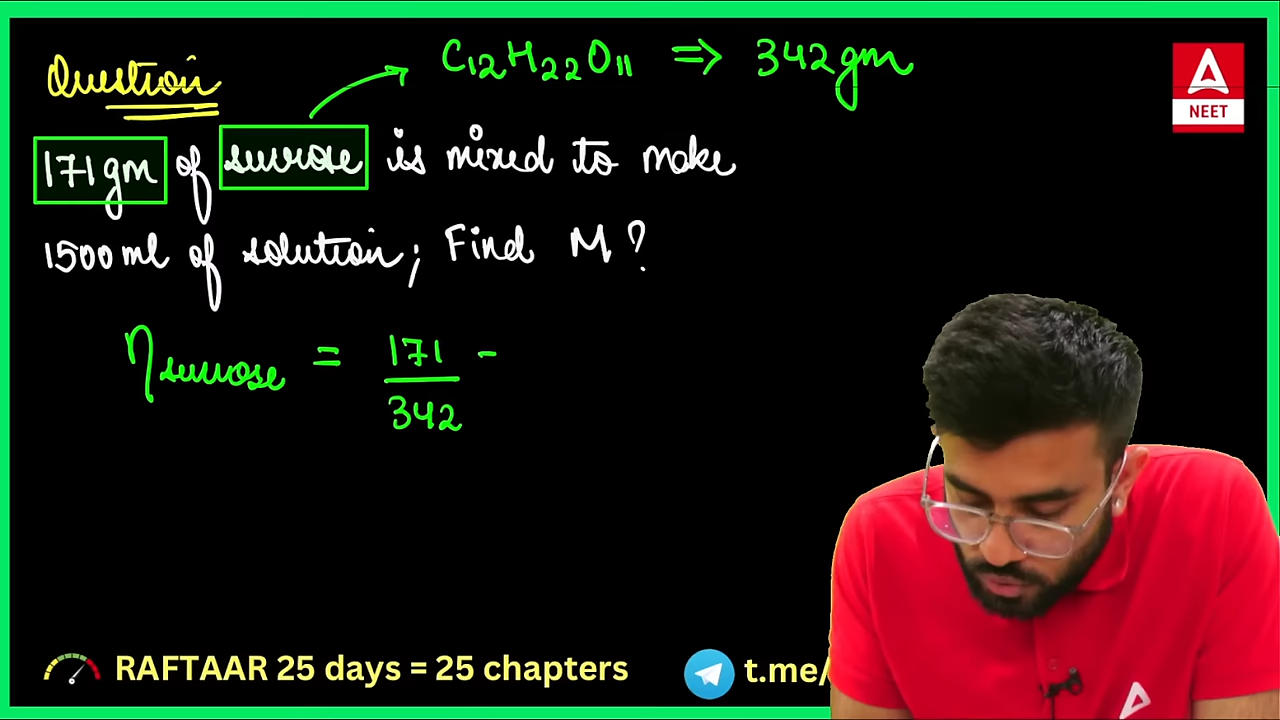 Question
C12H22O11 ⇒ 342gm
NEET
171gm of sucrose is mixed to make
1500ml of solution; Find M?
ηsucrose = 171 -
342
RAFTAAR 25 days = 25 chapters
t.me/